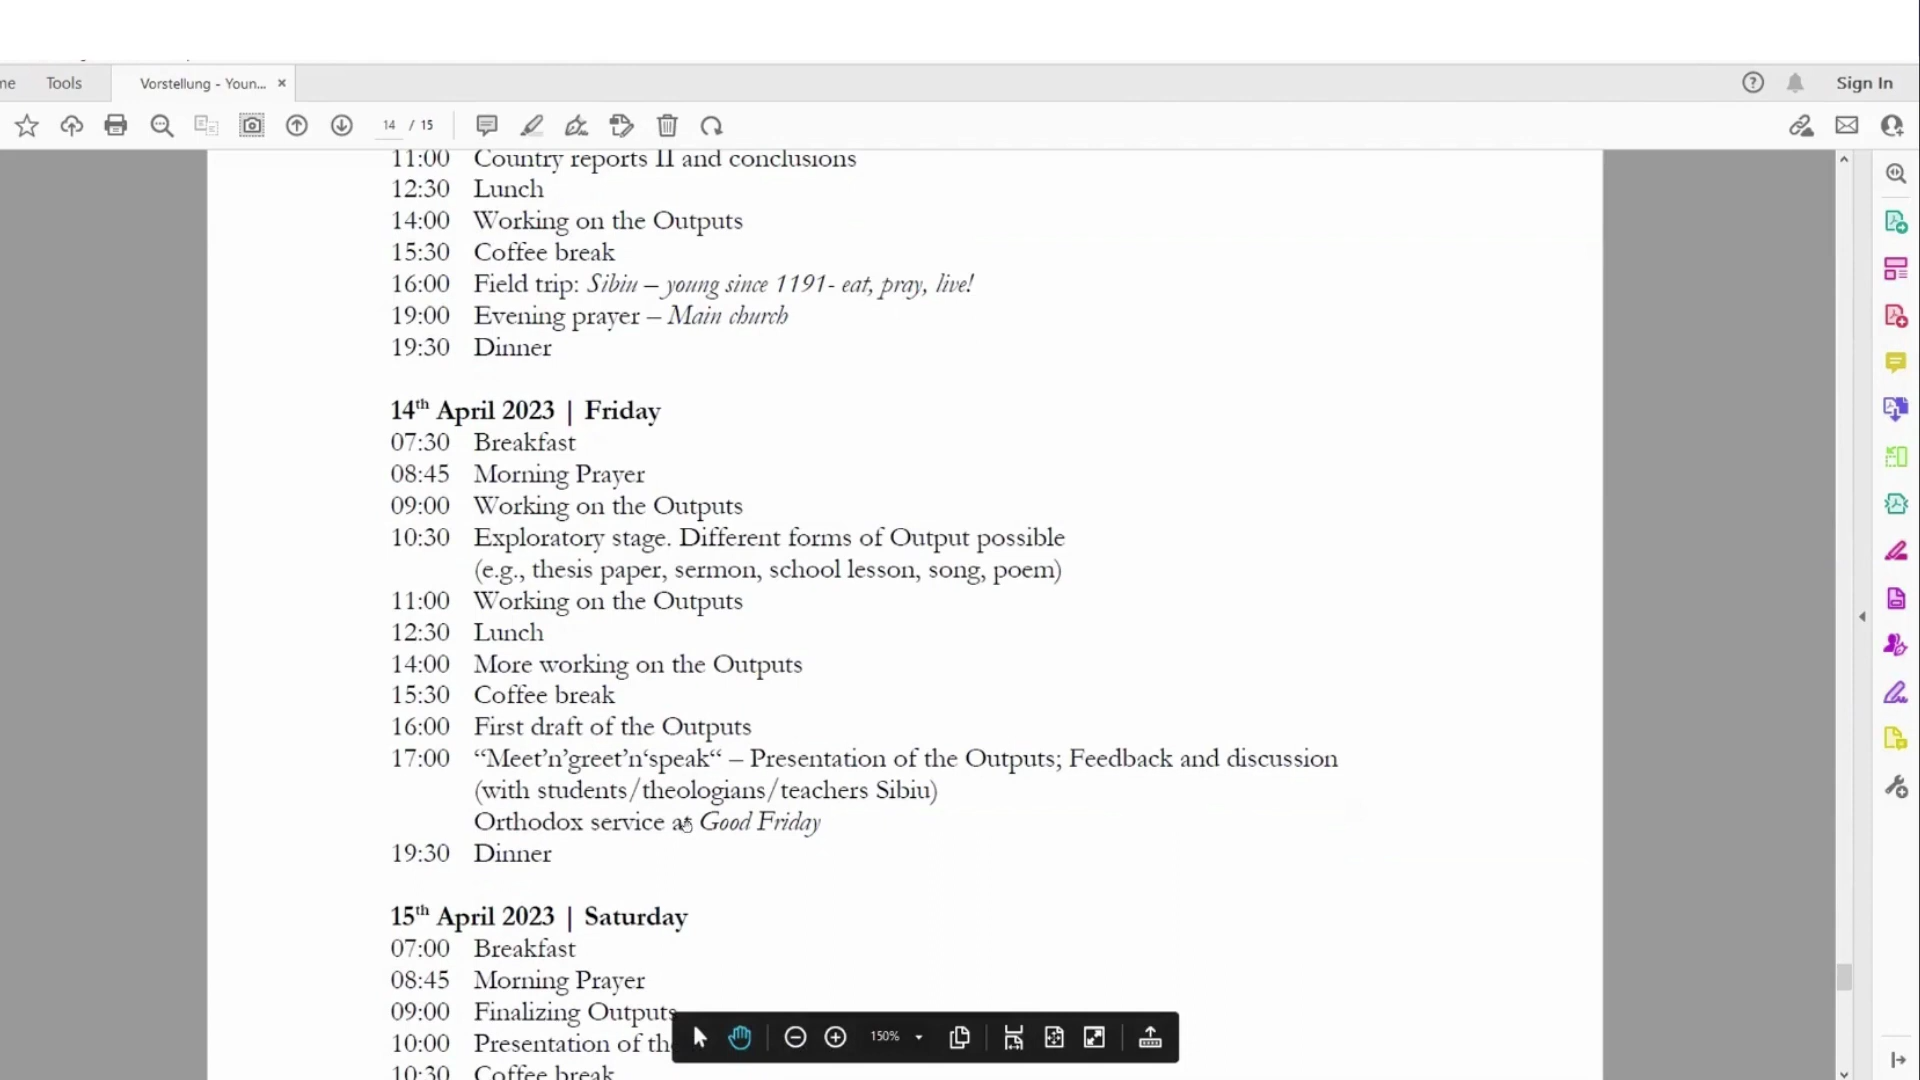 me
Tools
Vorstellung - Youn...
Sign In
14 / 15
11:00 Country reports II and conclusions
12:30 Lunch
14:00 Working on the Outputs
15:30 Coffee break
16:00 Field trip: Sibiu – young since 1191- eat, pray, live!
19:00 Evening prayer – Main church
19:30 Dinner
14th April 2023 | Friday
07:30 Breakfast
08:45 Morning Prayer
09:00 Working on the Outputs
10:30 Exploratory stage. Different forms of Output possible
(e.g., thesis paper, sermon, school lesson, song, poem)
11:00 Working on the Outputs
12:30 Lunch
14:00 More working on the Outputs
15:30 Coffee break
16:00 First draft of the Outputs
17:00 “Meet’n’greet’n‘speak“ – Presentation of the Outputs; Feedback and discussion
(with students/theologians/teachers Sibiu)
Orthodox service at Good Friday
19:30 Dinner
15th April 2023 | Saturday
07:00 Breakfast
08:45 Morning Prayer
09:00 Finalizing Outputs
10:00 Presentation of th
10:30 Coffee break
150%